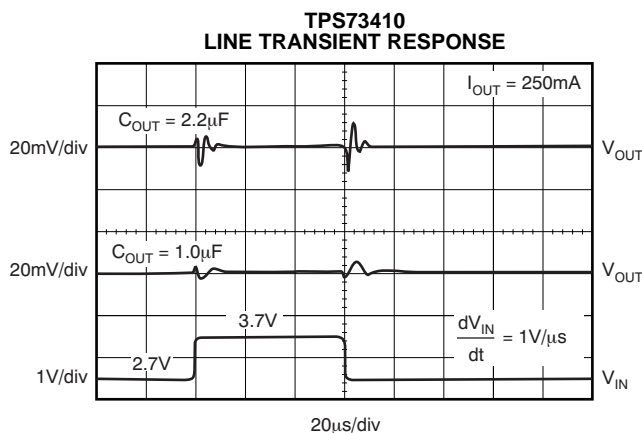 TPS73410
LINE TRANSIENT RESPONSE
I_OUT = 250mA
C_OUT = 2.2μF
20mV/div
V_OUT
C_OUT = 1.0μF
20mV/div
V_OUT
3.7V
dV_IN
dt
= 1V/μs
2.7V
1V/div
V_IN
20μs/div